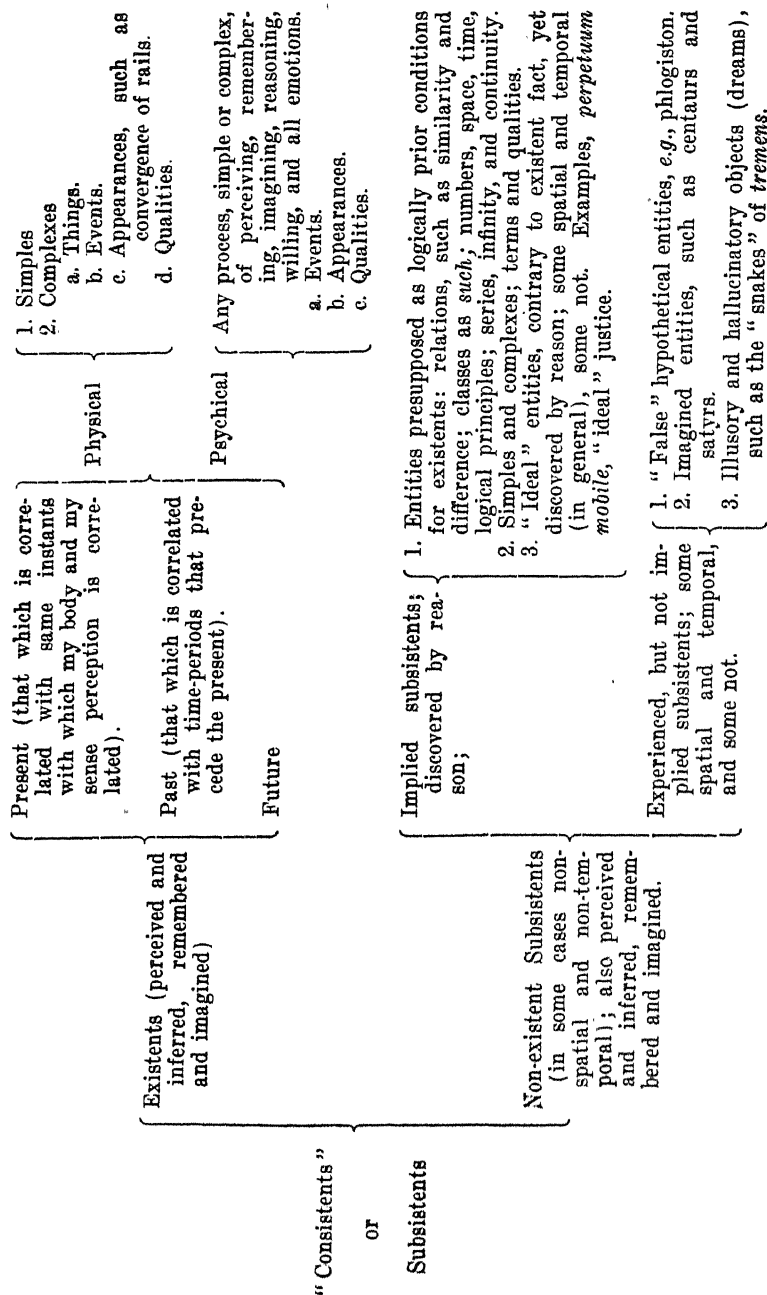 "Consistents"
or
Subsistents
Existents (perceived and
inferred, remembered
and imagined)
Present (that which is corre-
lated with same instants
with which my body and my
sense perception is corre-
lated).
Past (that which is correlated
with time-periods that pre-
cede the present).
Future
Physical
1. Simples
2. Complexes
a. Things.
b. Events.
c. Appearances, such as
convergence of rails.
d. Qualities.
Psychical
Any process, simple or complex,
of perceiving, remember-
ing, imagining, reasoning,
willing, and all emotions.
a. Events.
b. Appearances.
c. Qualities.
Non-existent Subsistents
(in some cases non-
spatial and non-tem-
poral); also perceived
and inferred, remem-
bered and imagined.
Implied subsistents;
discovered by rea-
son;
1. Entities presupposed as logically prior conditions
for existents: relations, such as similarity and
difference; classes as such; numbers, space, time,
logical principles; series, infinity, and continuity.
2. Simples and complexes; terms and qualities.
3. "Ideal" entities, contrary to existent fact, yet
discovered by reason; some spatial and temporal
(in general), some not. Examples, perpetuum
mobile, "ideal" justice.
Experienced, but not im-
plied subsistents; some
spatial and temporal,
and some not.
1. "False" hypothetical entities, e.g., phlogiston.
2. Imagined entities, such as centaurs and
satyrs.
3. Illusory and hallucinatory objects (dreams),
such as the "snakes" of tremens.